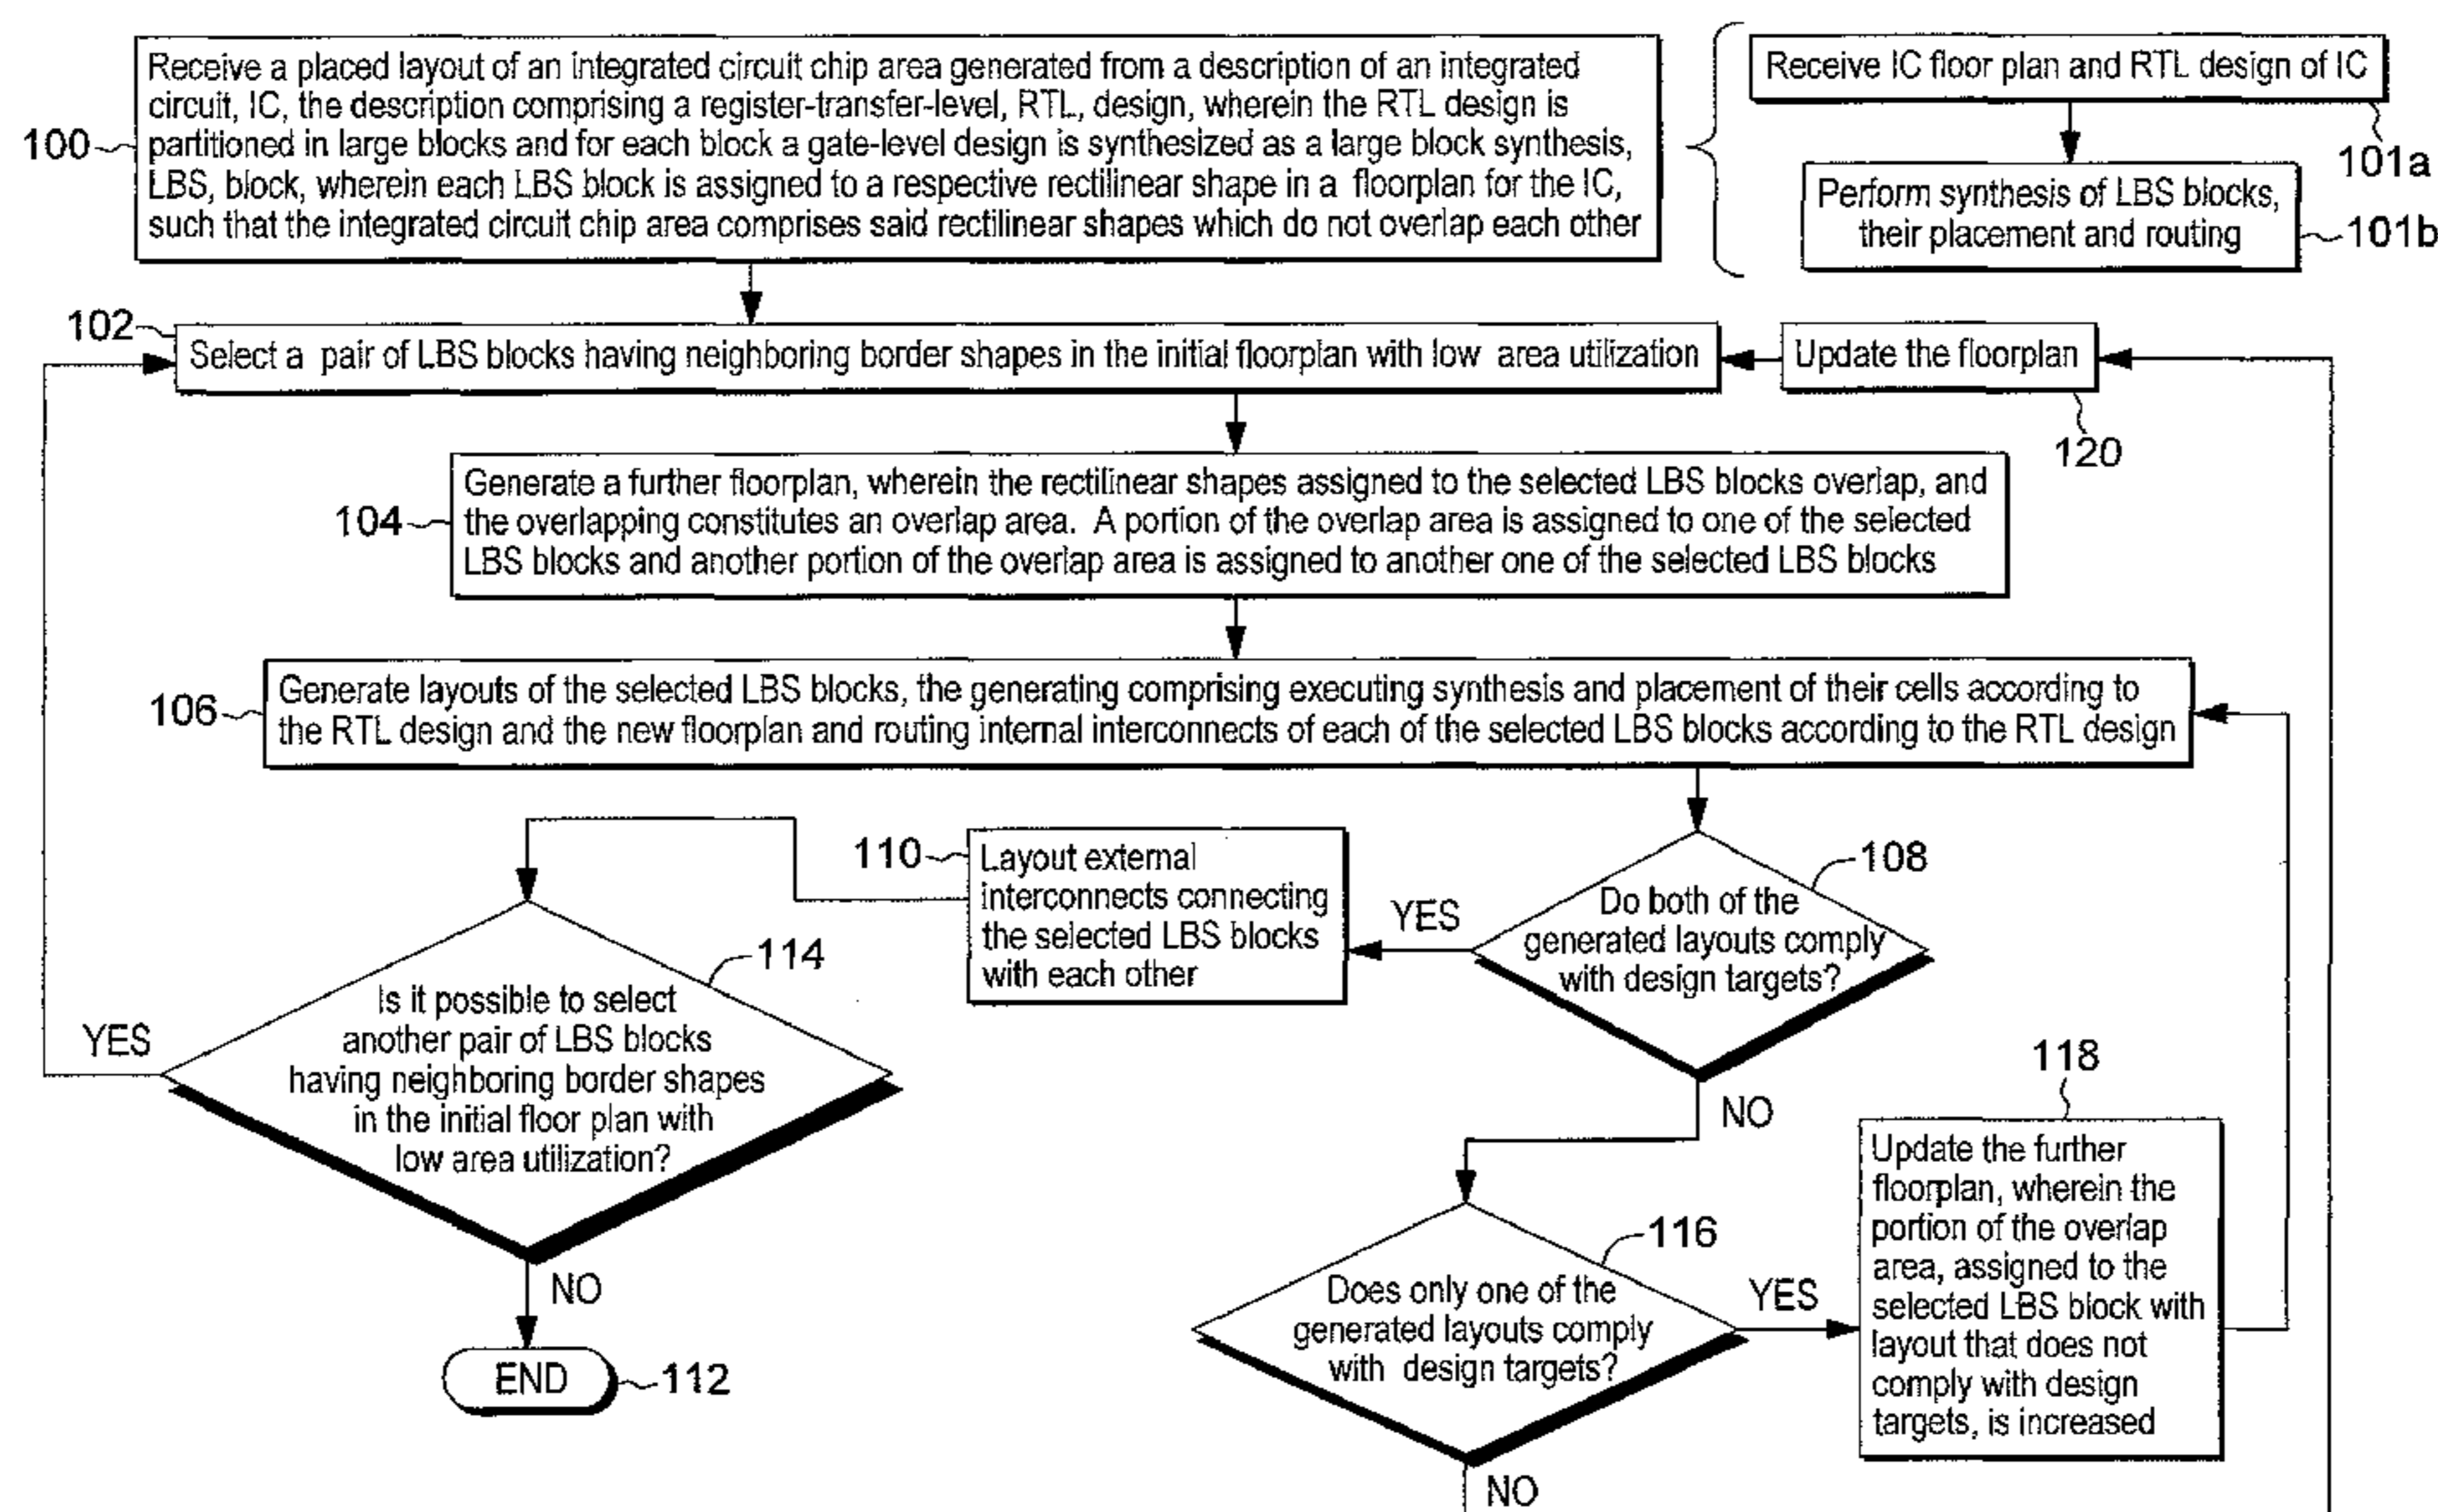 Receive a placed layout of an integrated circuit chip area generated from a description of an integrated
circuit, IC, the description comprising a register-transfer-level, RTL, design, wherein the RTL design is
partitioned in large blocks and for each block a gate-level design is synthesized as a large block synthesis,
LBS, block, wherein each LBS block is assigned to a respective rectilinear shape in a floorplan for the IC,
such that the integrated circuit chip area comprises said rectilinear shapes which do not overlap each other
100
Receive IC floor plan and RTL design of IC
101a
Perform synthesis of LBS blocks,
their placement and routing
101b
102
Select a pair of LBS blocks having neighboring border shapes in the initial floorplan with low area utilization
Update the floorplan
120
104
Generate a further floorplan, wherein the rectilinear shapes assigned to the selected LBS blocks overlap, and
the overlapping constitutes an overlap area. A portion of the overlap area is assigned to one of the selected
LBS blocks and another portion of the overlap area is assigned to another one of the selected LBS blocks
106
Generate layouts of the selected LBS blocks, the generating comprising executing synthesis and placement of their cells according to
the RTL design and the new floorplan and routing internal interconnects of each of the selected LBS blocks according to the RTL design
108
Do both of the
generated layouts comply
with design targets?
YES
NO
110
Layout external
interconnects connecting
the selected LBS blocks
with each other
114
Is it possible to select
another pair of LBS blocks
having neighboring border shapes
in the initial floor plan with
low area utilization?
YES
NO
END
112
116
Does only one of the
generated layouts comply
with design targets?
YES
NO
118
Update the further
floorplan, wherein the
portion of the overlap
area, assigned to the
selected LBS block with
layout that does not
comply with design
targets, is increased